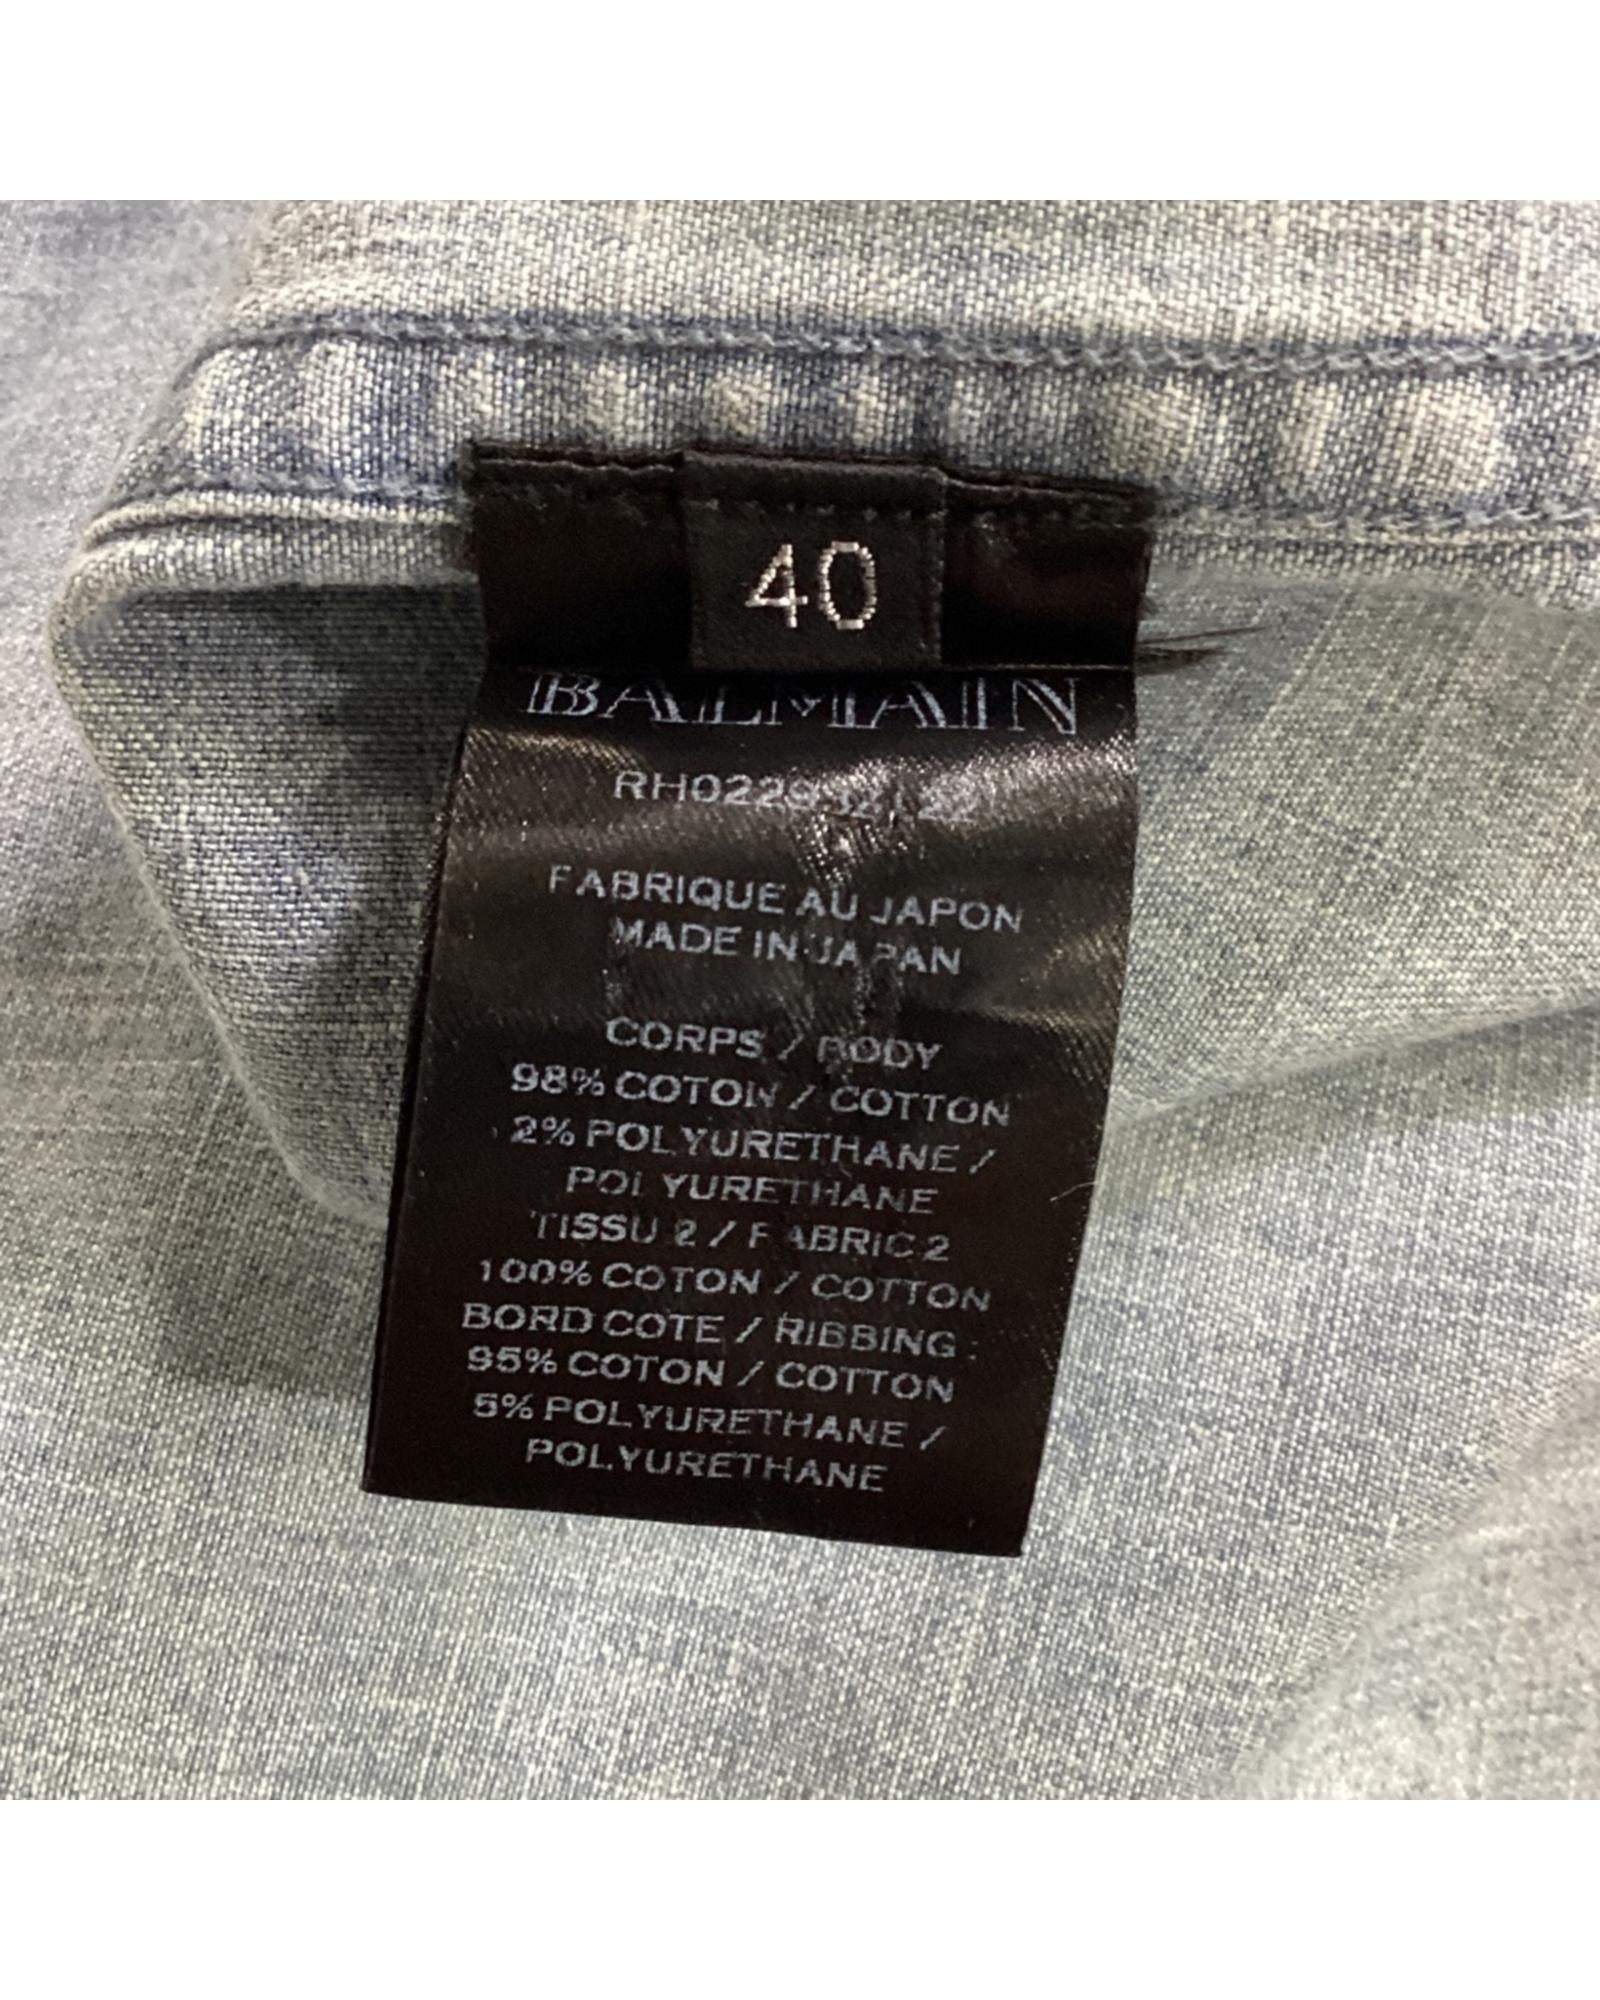 40
BALMAIN
FABRIQUE AU JAPON
MADE IN JAPAN
CORPS / BODY
98% COTON / COTTON
2% POLYURETHANE /
POLYURETHANE
TISSU 2 / FABRIC 2
100% COTON / COTTON
BORD COTE / RIBBING :
95% COTON / COTTON
5% POLYURETHANE /
POLYURETHANE